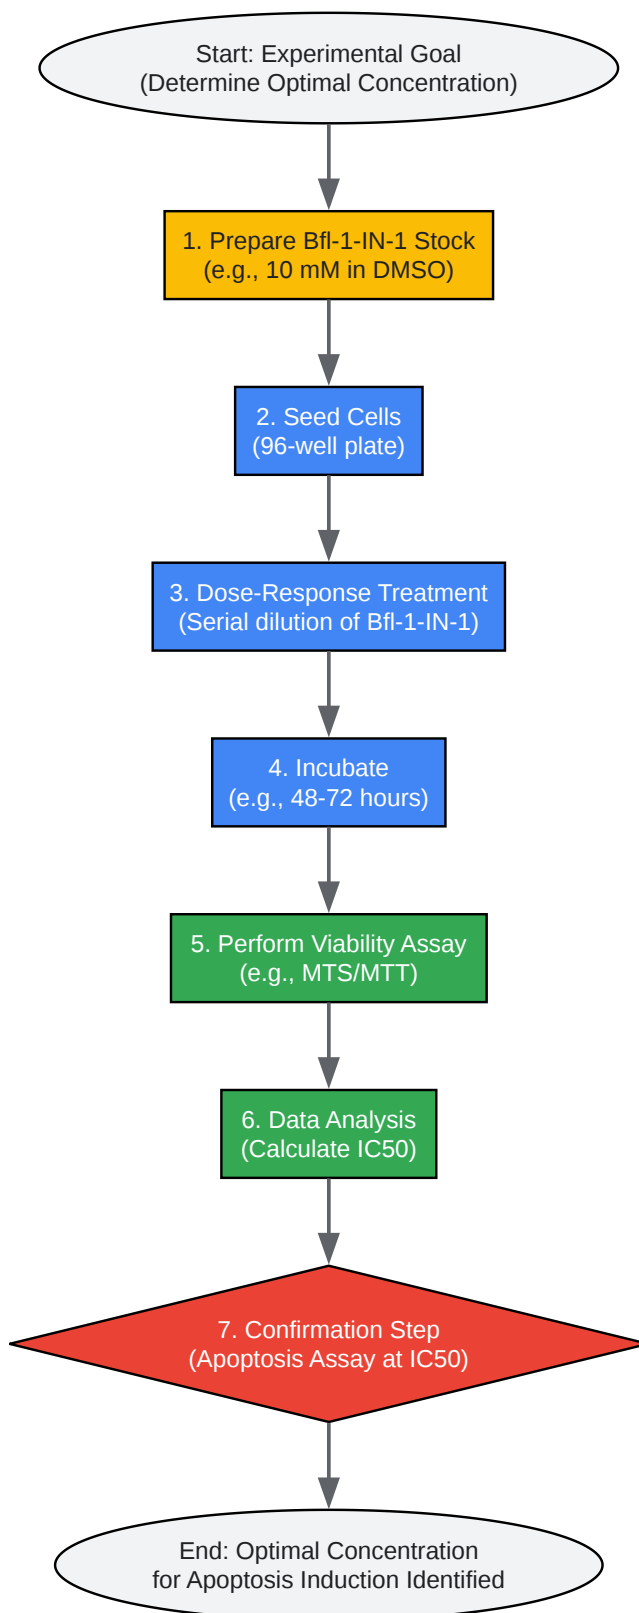 Start: Experimental Goal
(Determine Optimal Concentration)
1. Prepare Bfl-1-IN-1 Stock
(e.g., 10 mM in DMSO)
2. Seed Cells
(96-well plate)
3. Dose-Response Treatment
(Serial dilution of Bfl-1-IN-1)
4. Incubate
(e.g., 48-72 hours)
5. Perform Viability Assay
(e.g., MTS/MTT)
6. Data Analysis
(Calculate IC50)
7. Confirmation Step
(Apoptosis Assay at IC50)
End: Optimal Concentration
for Apoptosis Induction Identified